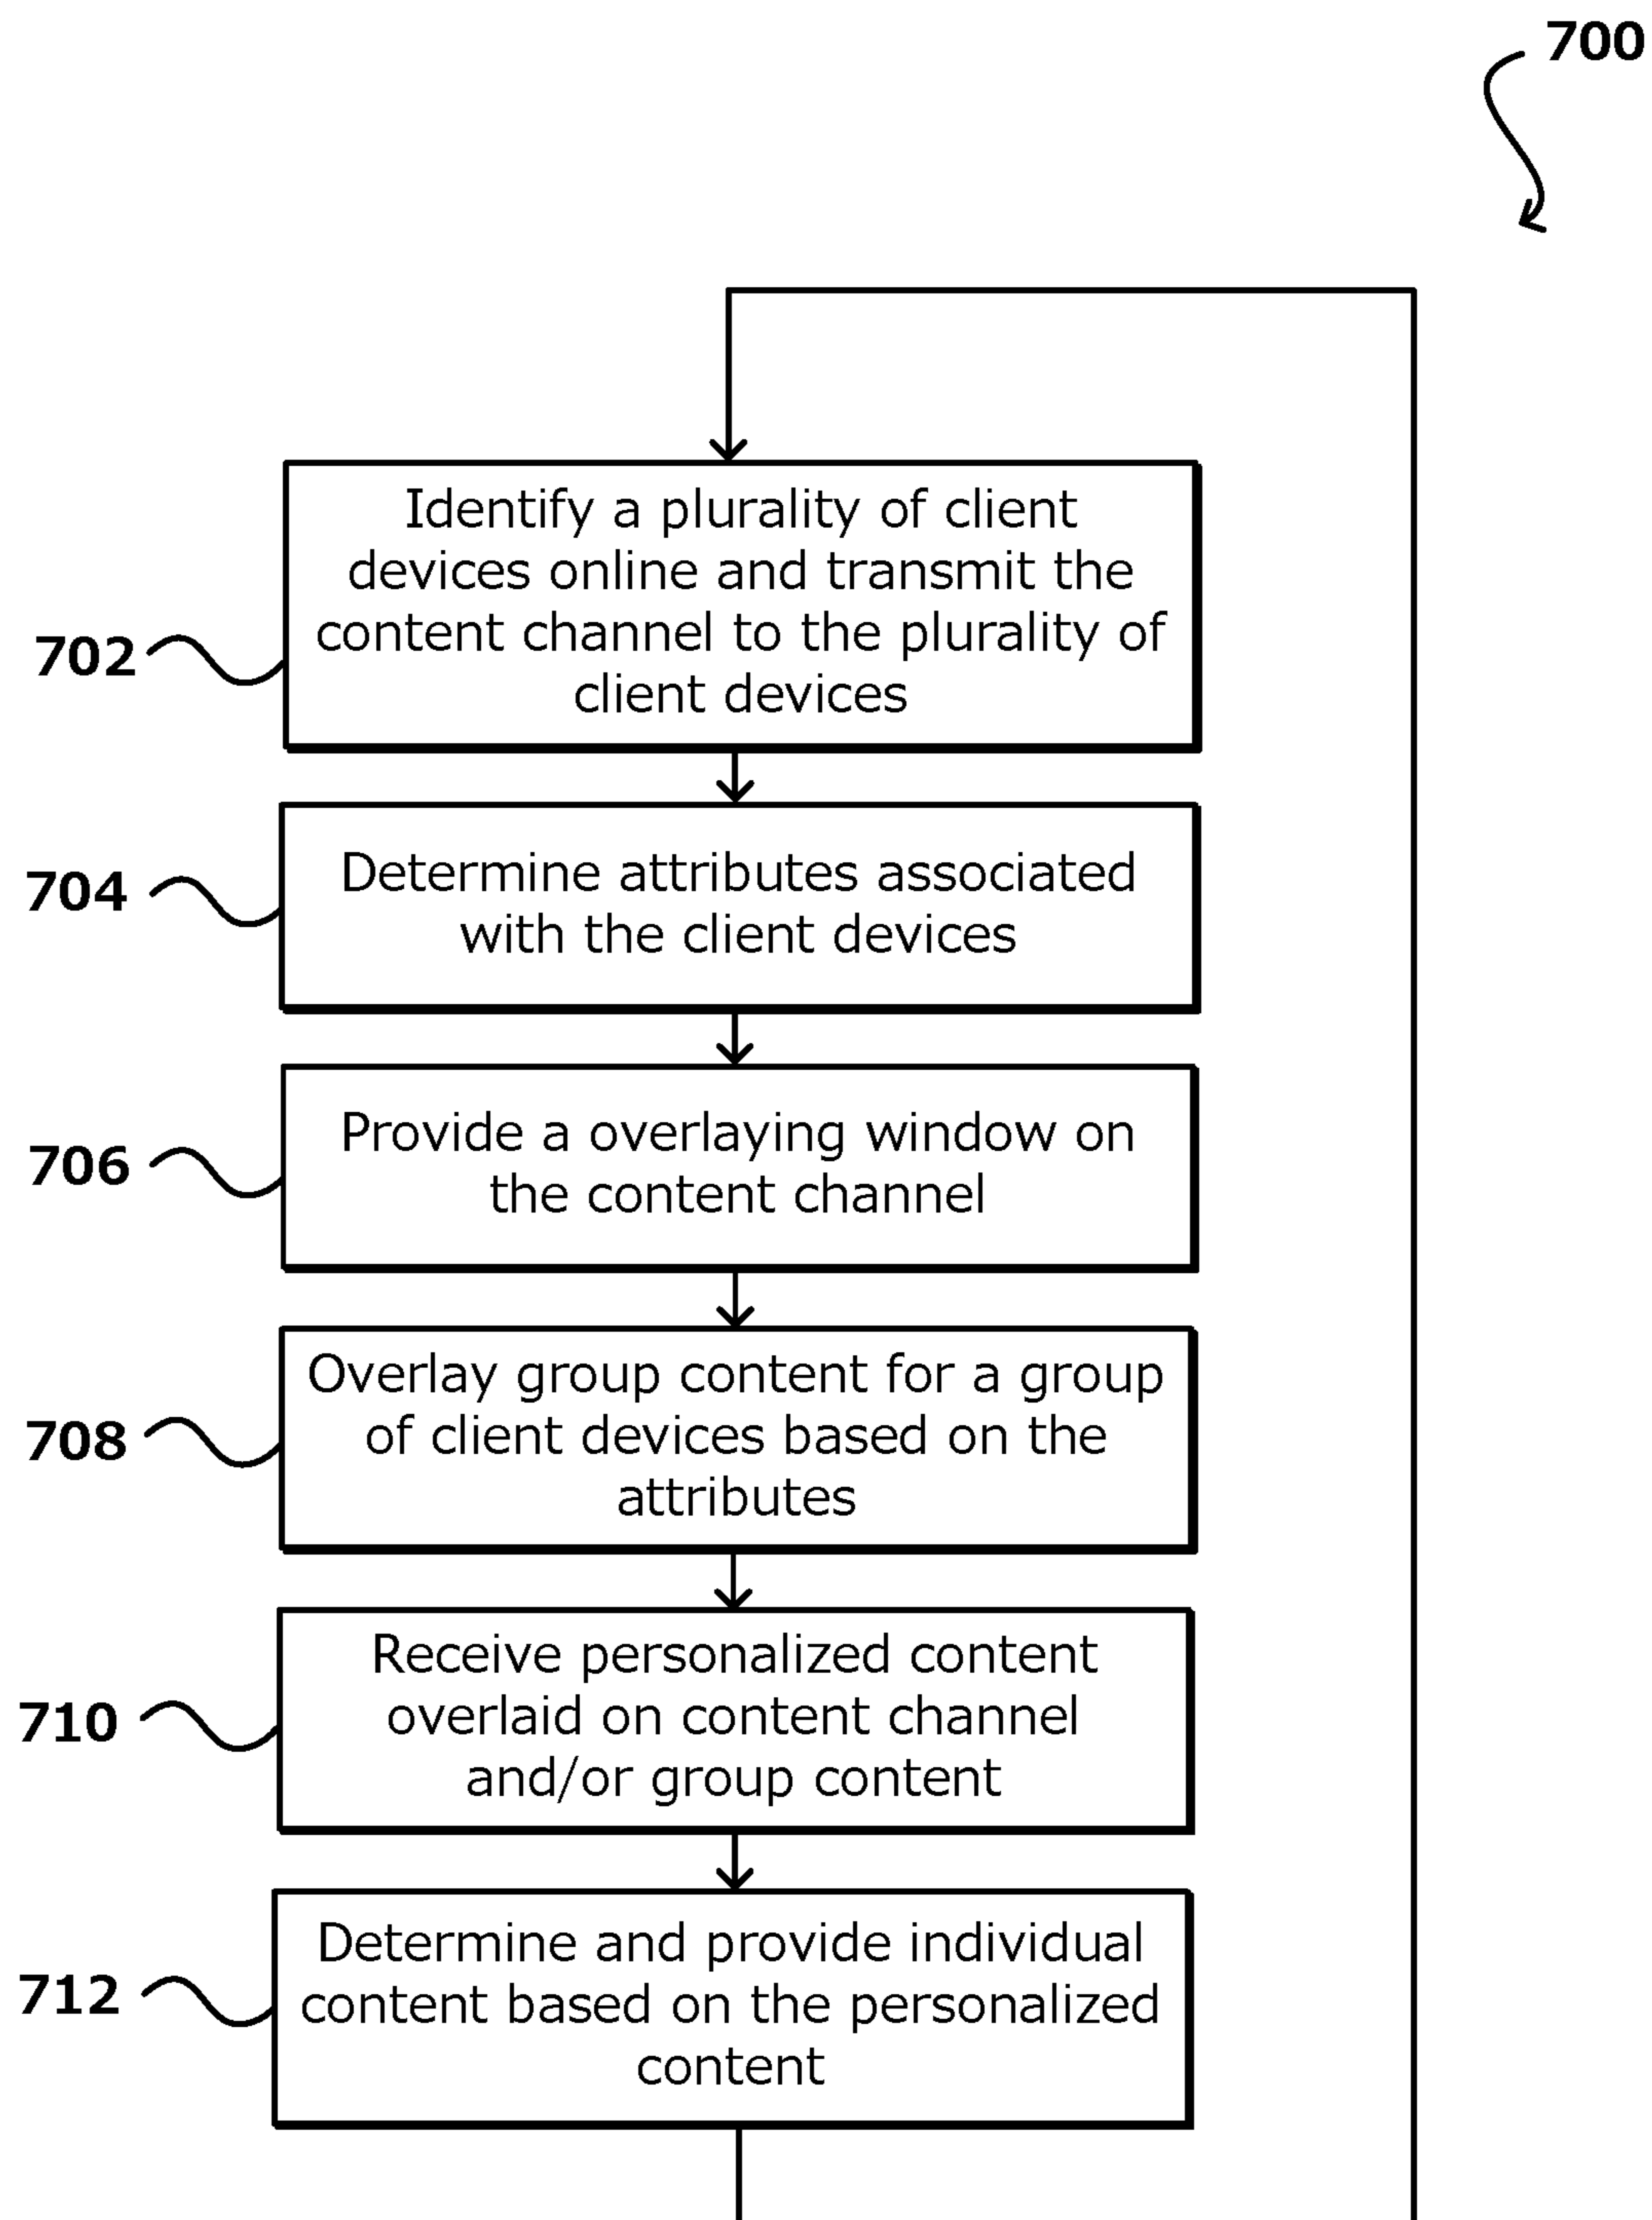 700
Identify a plurality of client
devices online and transmit the
content channel to the plurality of
client devices
702
Determine attributes associated
with the client devices
704
Provide a overlaying window on
the content channel
706
Overlay group content for a group
of client devices based on the
attributes
708
Receive personalized content
overlaid on content channel
and/or group content
710
Determine and provide individual
content based on the personalized
content
712